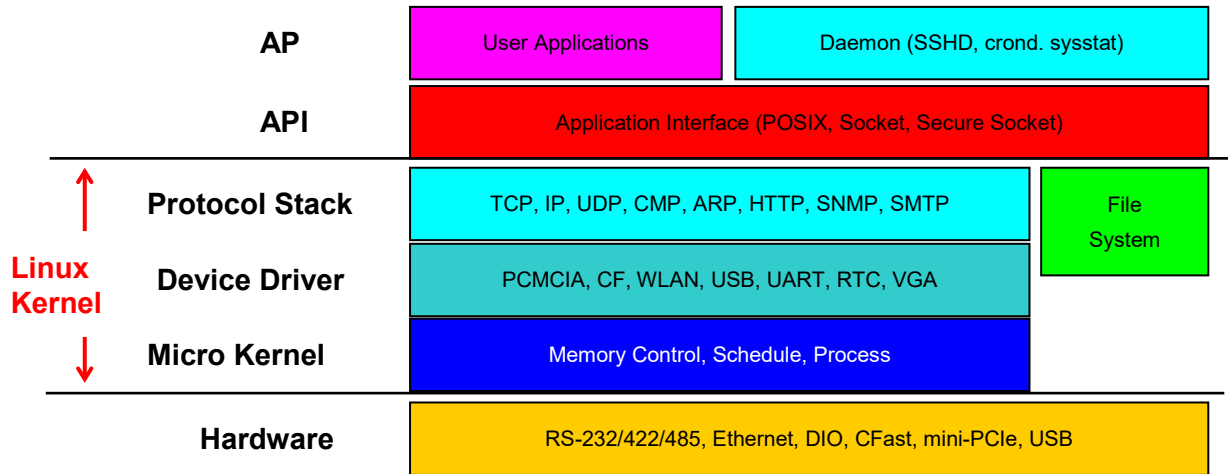 AP
User Applications
Daemon (SSHD, crond. sysstat)
API
Application Interface (POSIX, Socket, Secure Socket)
Linux
Kernel
Protocol Stack
TCP, IP, UDP, CMP, ARP, HTTP, SNMP, SMTP
File
System
Device Driver
PCMCIA, CF, WLAN, USB, UART, RTC, VGA
Micro Kernel
Memory Control, Schedule, Process
Hardware
RS-232/422/485, Ethernet, DIO, CFast, mini-PCIe, USB